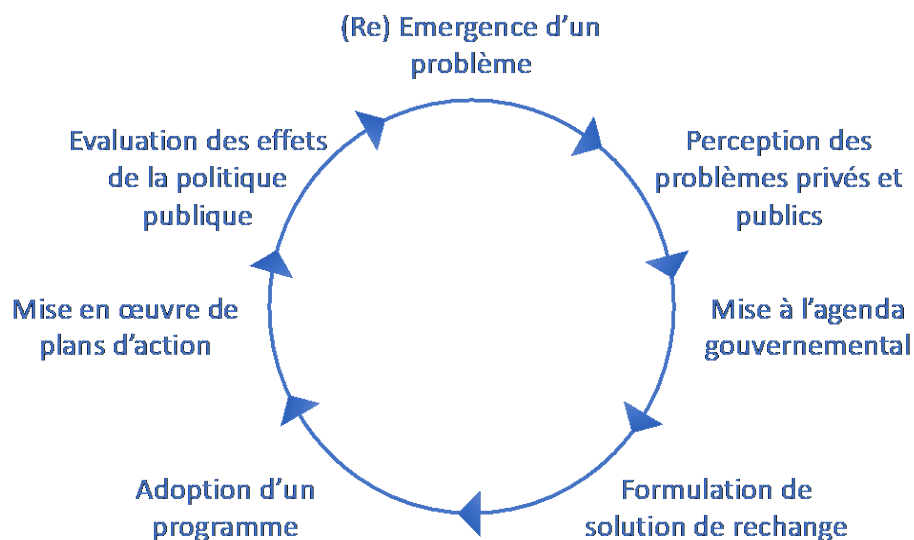 (Re) Emergence d'un
problème
Perception des
problèmes privés et
publics
Mise à l'agenda
gouvernemental
Formulation de
solution de rechange
Adoption d'un
programme
Mise en œuvre de
plans d'action
Evaluation des effets
de la politique
publique